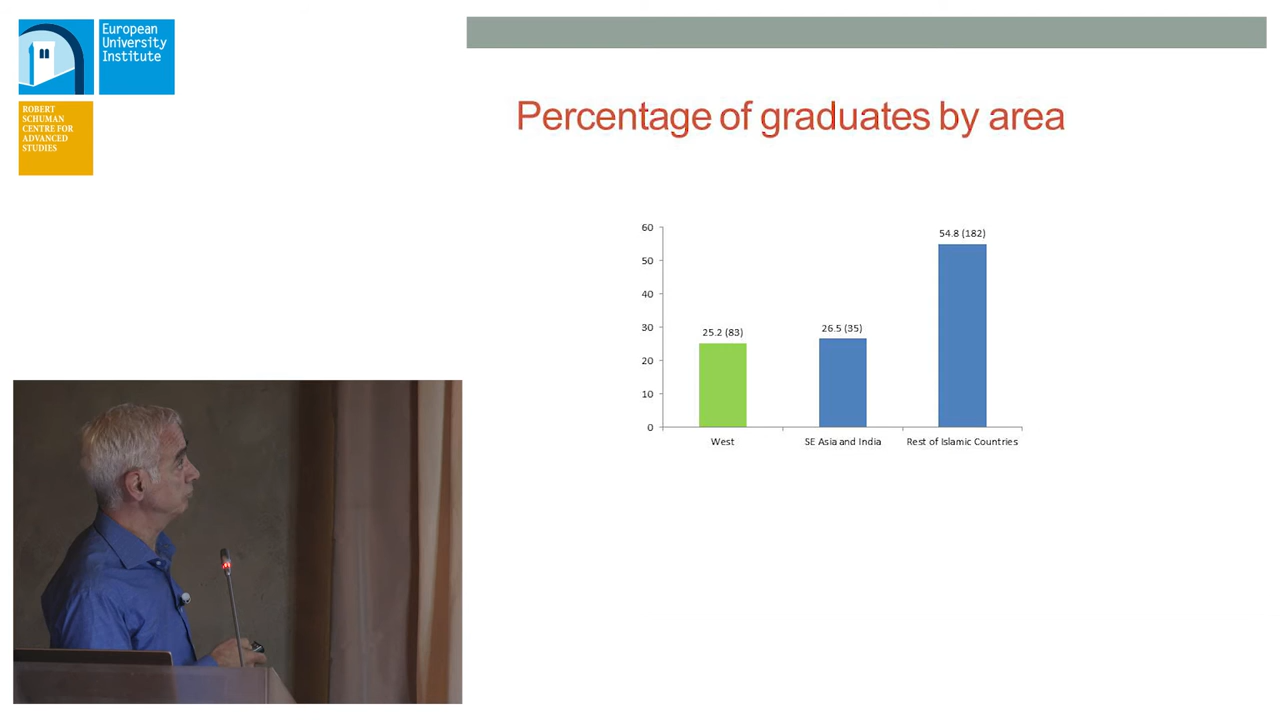 European
University
Institute
ROBERT
SCHUMAN
CENTRE FOR
ADVANCED
STUDIES
Percentage of graduates by area
60
50
40
30
20
10
0
25.2 (83)
26.5 (35)
54.8 (182)
West
SE Asia and India
Rest of Islamic Countries